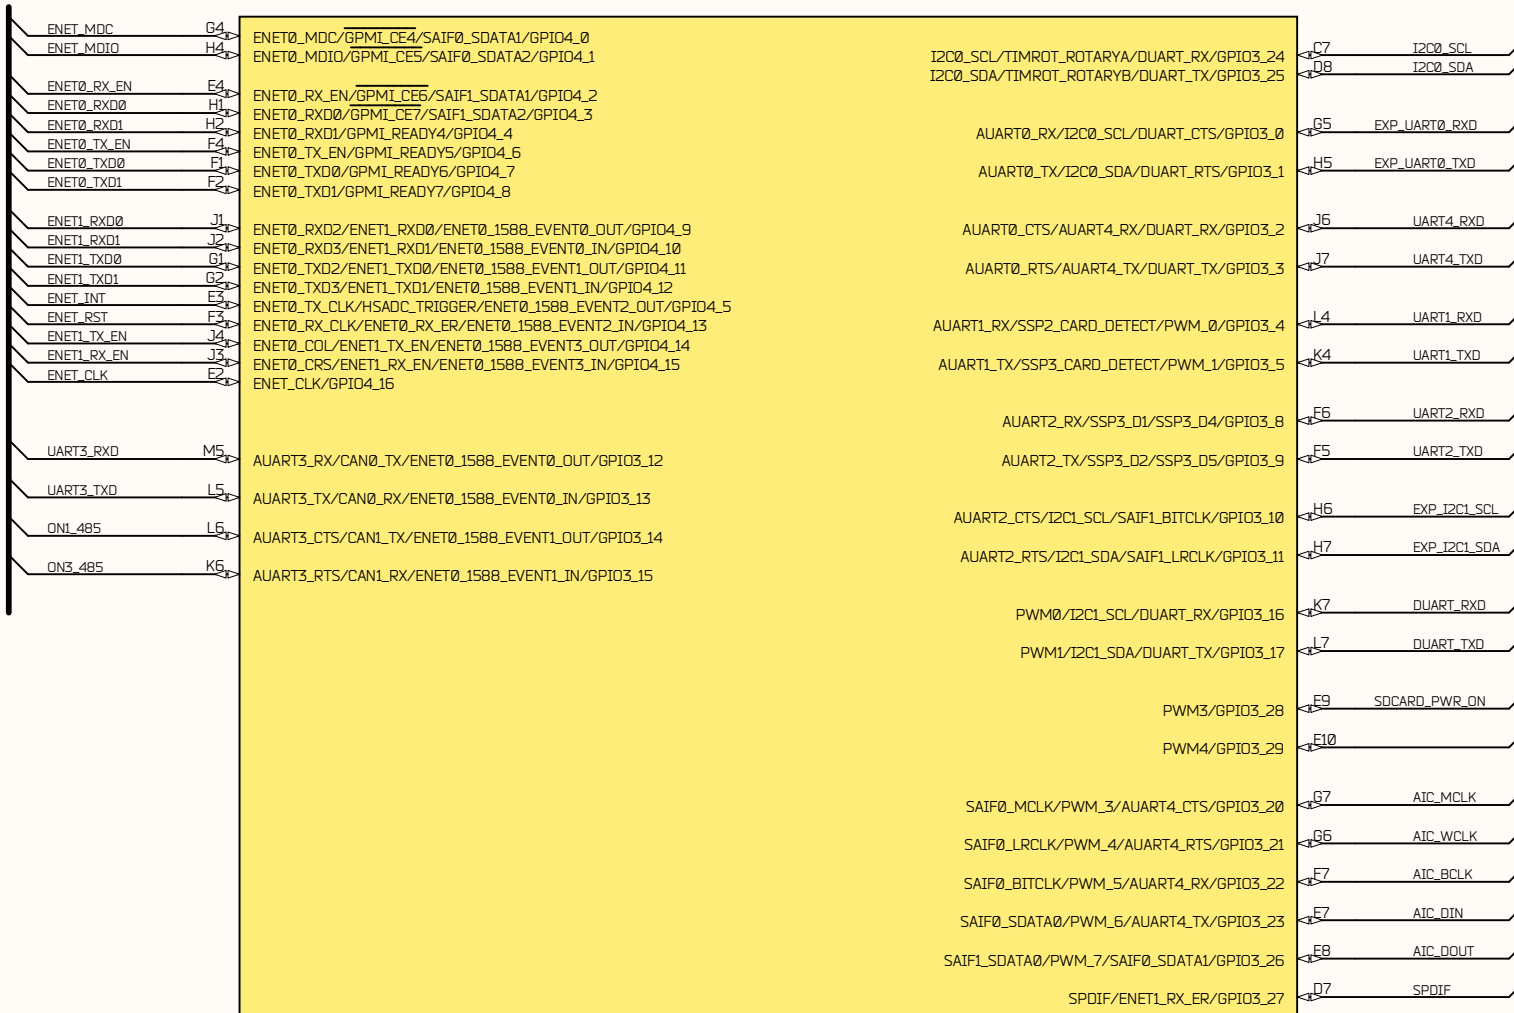 ENET_MDC G4 ENET0_MDC/GPMI_CE4/SAIF0_SDATA1/GPIO4_0
ENET_MDIO H4 ENET0_MDIO/GPMI_CE5/SAIF0_SDATA2/GPIO4_1
ENET0_RX_EN E4 ENET0_RX_EN/GPMI_CE6/SAIF1_SDATA1/GPIO4_2
ENET0_RXD0 H1 ENET0_RXD0/GPMI_CE7/SAIF1_SDATA2/GPIO4_3
ENET0_RXD1 H2 ENET0_RXD1/GPMI_READY4/GPIO4_4
ENET0_TX_EN F4 ENET0_TX_EN/GPMI_READY5/GPIO4_6
ENET0_TXD0 F1 ENET0_TXD0/GPMI_READY6/GPIO4_7
ENET0_TXD1 F2 ENET0_TXD1/GPMI_READY7/GPIO4_8
ENET1_RXD0 J1 ENET0_RXD2/ENET1_RXD0/ENET0_1588_EVENT0_OUT/GPIO4_9
ENET1_RXD1 J2 ENET0_RXD3/ENET1_RXD1/ENET0_1588_EVENT0_IN/GPIO4_10
ENET1_TXD0 G1 ENET0_TXD2/ENET1_TXD0/ENET0_1588_EVENT1_OUT/GPIO4_11
ENET1_TXD1 G2 ENET0_TXD3/ENET1_TXD1/ENET0_1588_EVENT1_IN/GPIO4_12
ENET_INT E3 ENET0_TX_CLK/HSADC_TRIGGER/ENET0_1588_EVENT2_OUT/GPIO4_5
ENET_RST F3 ENET0_RX_CLK/ENET0_RX_ER/ENET0_1588_EVENT2_IN/GPIO4_13
ENET1_TX_EN J4 ENET0_COL/ENET1_TX_EN/ENET0_1588_EVENT3_OUT/GPIO4_14
ENET1_RX_EN J3 ENET0_CRS/ENET1_RX_EN/ENET0_1588_EVENT3_IN/GPIO4_15
ENET_CLK E2 ENET_CLK/GPIO4_16
UART3_RXD M5 AUART3_RX/CAN0_TX/ENET0_1588_EVENT0_OUT/GPIO3_12
UART3_TXD L5 AUART3_TX/CAN0_RX/ENET0_1588_EVENT0_IN/GPIO3_13
ON1_485 L6 AUART3_CTS/CAN1_TX/ENET0_1588_EVENT1_OUT/GPIO3_14
ON3_485 K6 AUART3_RTS/CAN1_RX/ENET0_1588_EVENT1_IN/GPIO3_15
I2C0_SCL/TIMROT_ROTARYA/DUART_RX/GPIO3_24 C7 I2C0_SCL
I2C0_SDA/TIMROT_ROTARYB/DUART_TX/GPIO3_25 D8 I2C0_SDA
AUART0_RX/I2C0_SCL/DUART_CTS/GPIO3_0 G5 EXP_UART0_RXD
AUART0_TX/I2C0_SDA/DUART_RTS/GPIO3_1 H5 EXP_UART0_TXD
AUART0_CTS/AUART4_RX/DUART_RX/GPIO3_2 J6 UART4_RXD
AUART0_RTS/AUART4_TX/DUART_TX/GPIO3_3 J7 UART4_TXD
AUART1_RX/SSP2_CARD_DETECT/PWM_0/GPIO3_4 L4 UART1_RXD
AUART1_TX/SSP3_CARD_DETECT/PWM_1/GPIO3_5 K4 UART1_TXD
AUART2_RX/SSP3_D1/SSP3_D4/GPIO3_8 F6 UART2_RXD
AUART2_TX/SSP3_D2/SSP3_D5/GPIO3_9 F5 UART2_TXD
AUART2_CTS/I2C1_SCL/SAIF1_BITCLK/GPIO3_10 H6 EXP_I2C1_SCL
AUART2_RTS/I2C1_SDA/SAIF1_LRCLK/GPIO3_11 H7 EXP_I2C1_SDA
PWM0/I2C1_SCL/DUART_RX/GPIO3_16 K7 DUART_RXD
PWM1/I2C1_SDA/DUART_TX/GPIO3_17 L7 DUART_TXD
PWM3/GPIO3_28 E9 SDCARD_PWR_ON
PWM4/GPIO3_29 E10
SAIF0_MCLK/PWM_3/AUART4_CTS/GPIO3_20 G7 AIC_MCLK
SAIF0_LRCLK/PWM_4/AUART4_RTS/GPIO3_21 G6 AIC_WCLK
SAIF0_BITCLK/PWM_5/AUART4_RX/GPIO3_22 F7 AIC_BCLK
SAIF0_SDATA0/PWM_6/AUART4_TX/GPIO3_23 E7 AIC_DIN
SAIF1_SDATA0/PWM_7/SAIF0_SDATA1/GPIO3_26 E8 AIC_DOUT
SPDIF/ENET1_RX_ER/GPIO3_27 D7 SPDIF